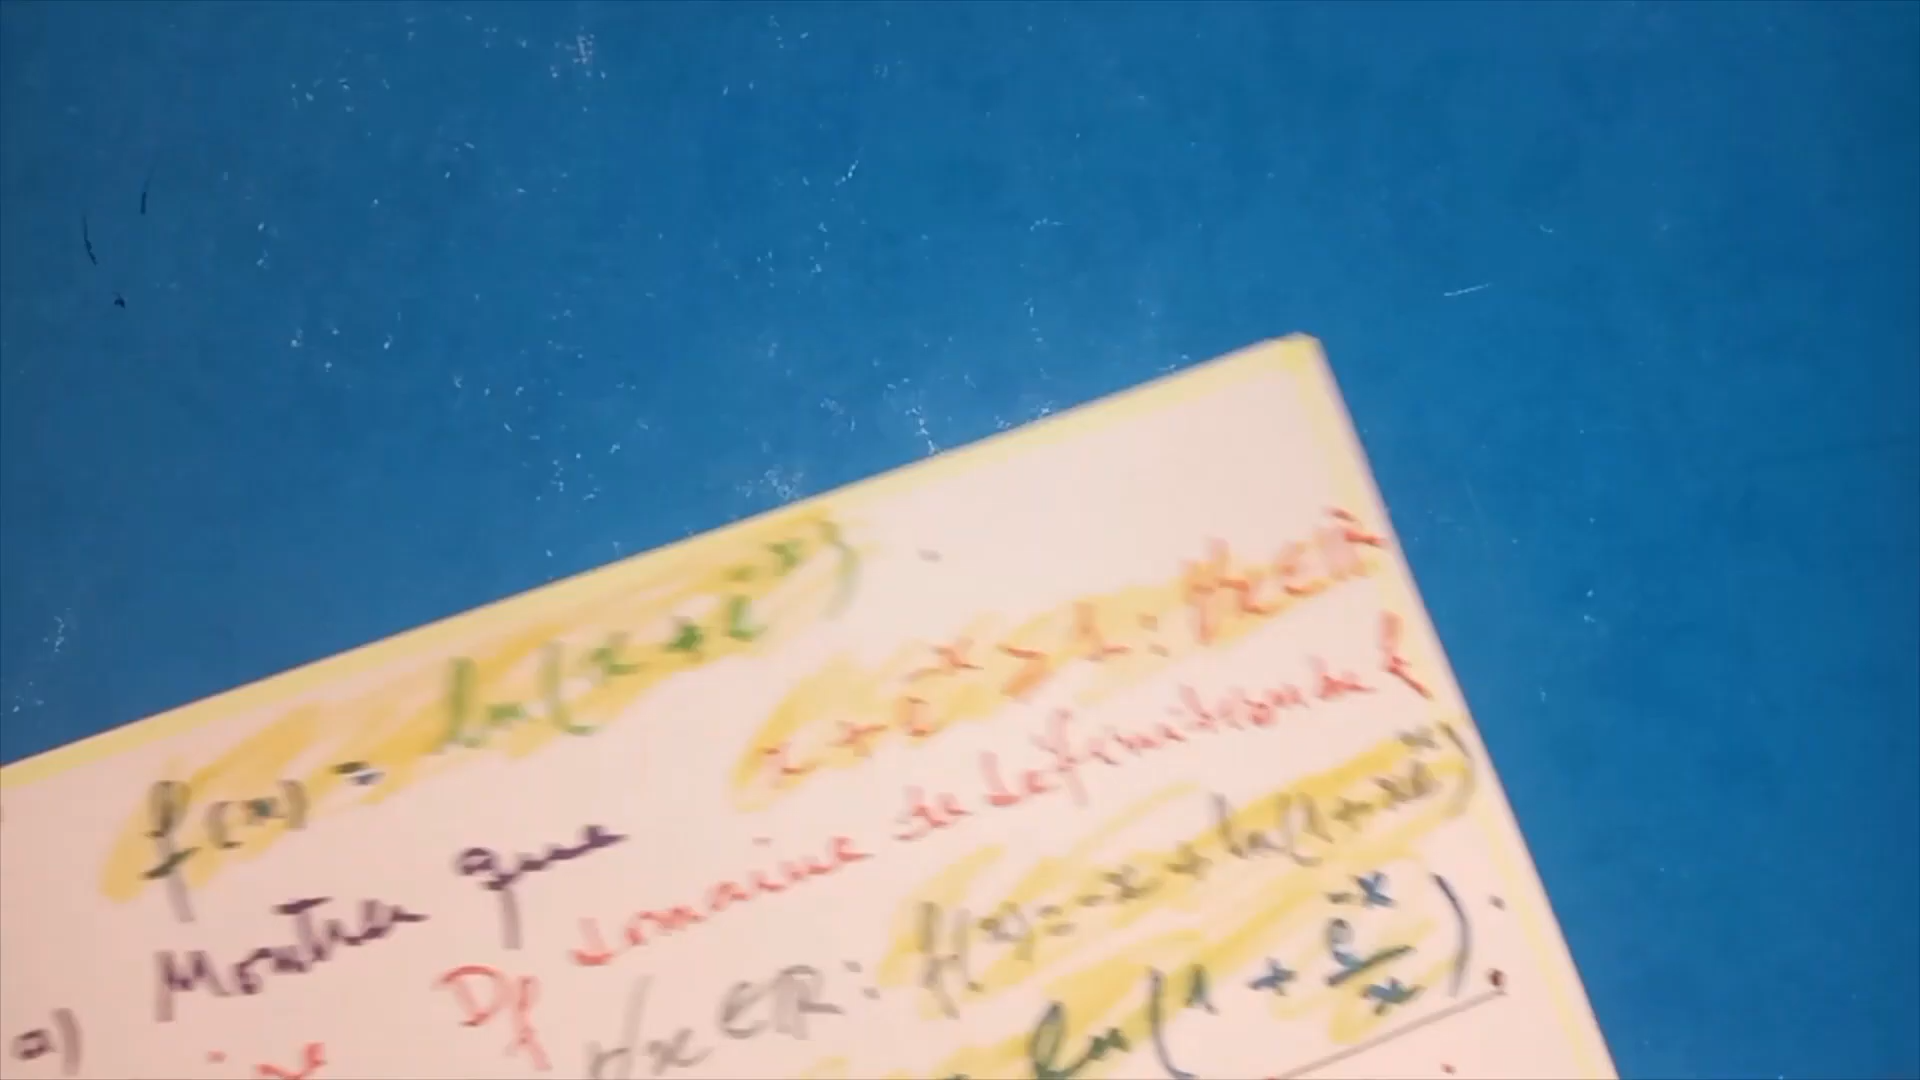 f(x) = ln(x + e^-x)
a) Montrer que x + e^-x > 1 : ∀x ∈ ℝ*
Df domaine de définition de f
∀x ∈ ℝ : f(x) = -x + ln(1 + xe^x)
ln(1 + e^-x/x).